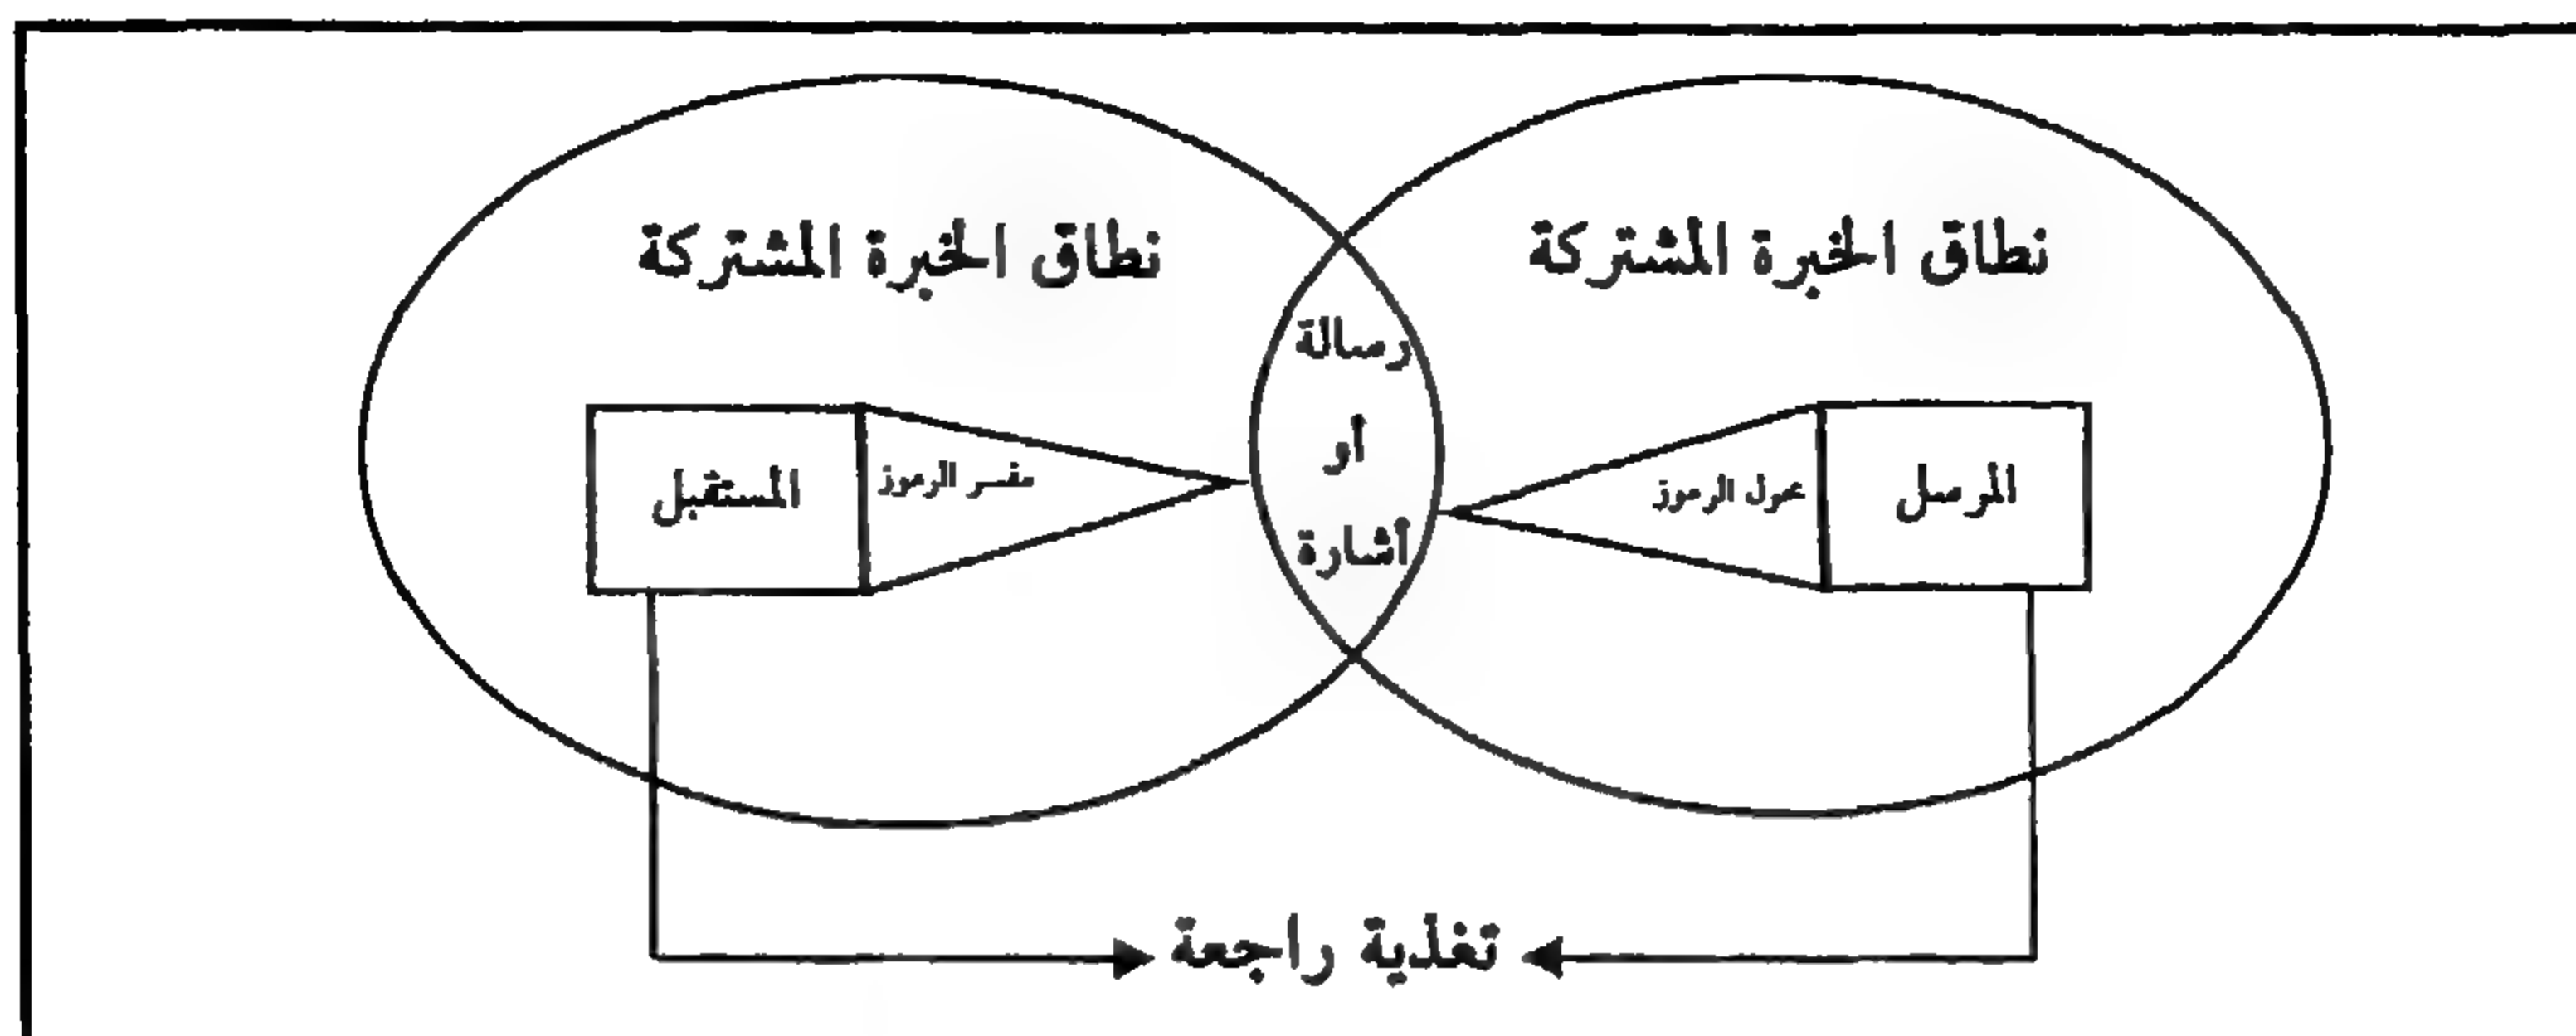 نطاق الخبرة المشتركة
نطاق الخبرة المشتركة
رسالة
أو
أشارة
المرسل
محول الرموز
مفسر الرموز
المستقبل
تغذية راجعة